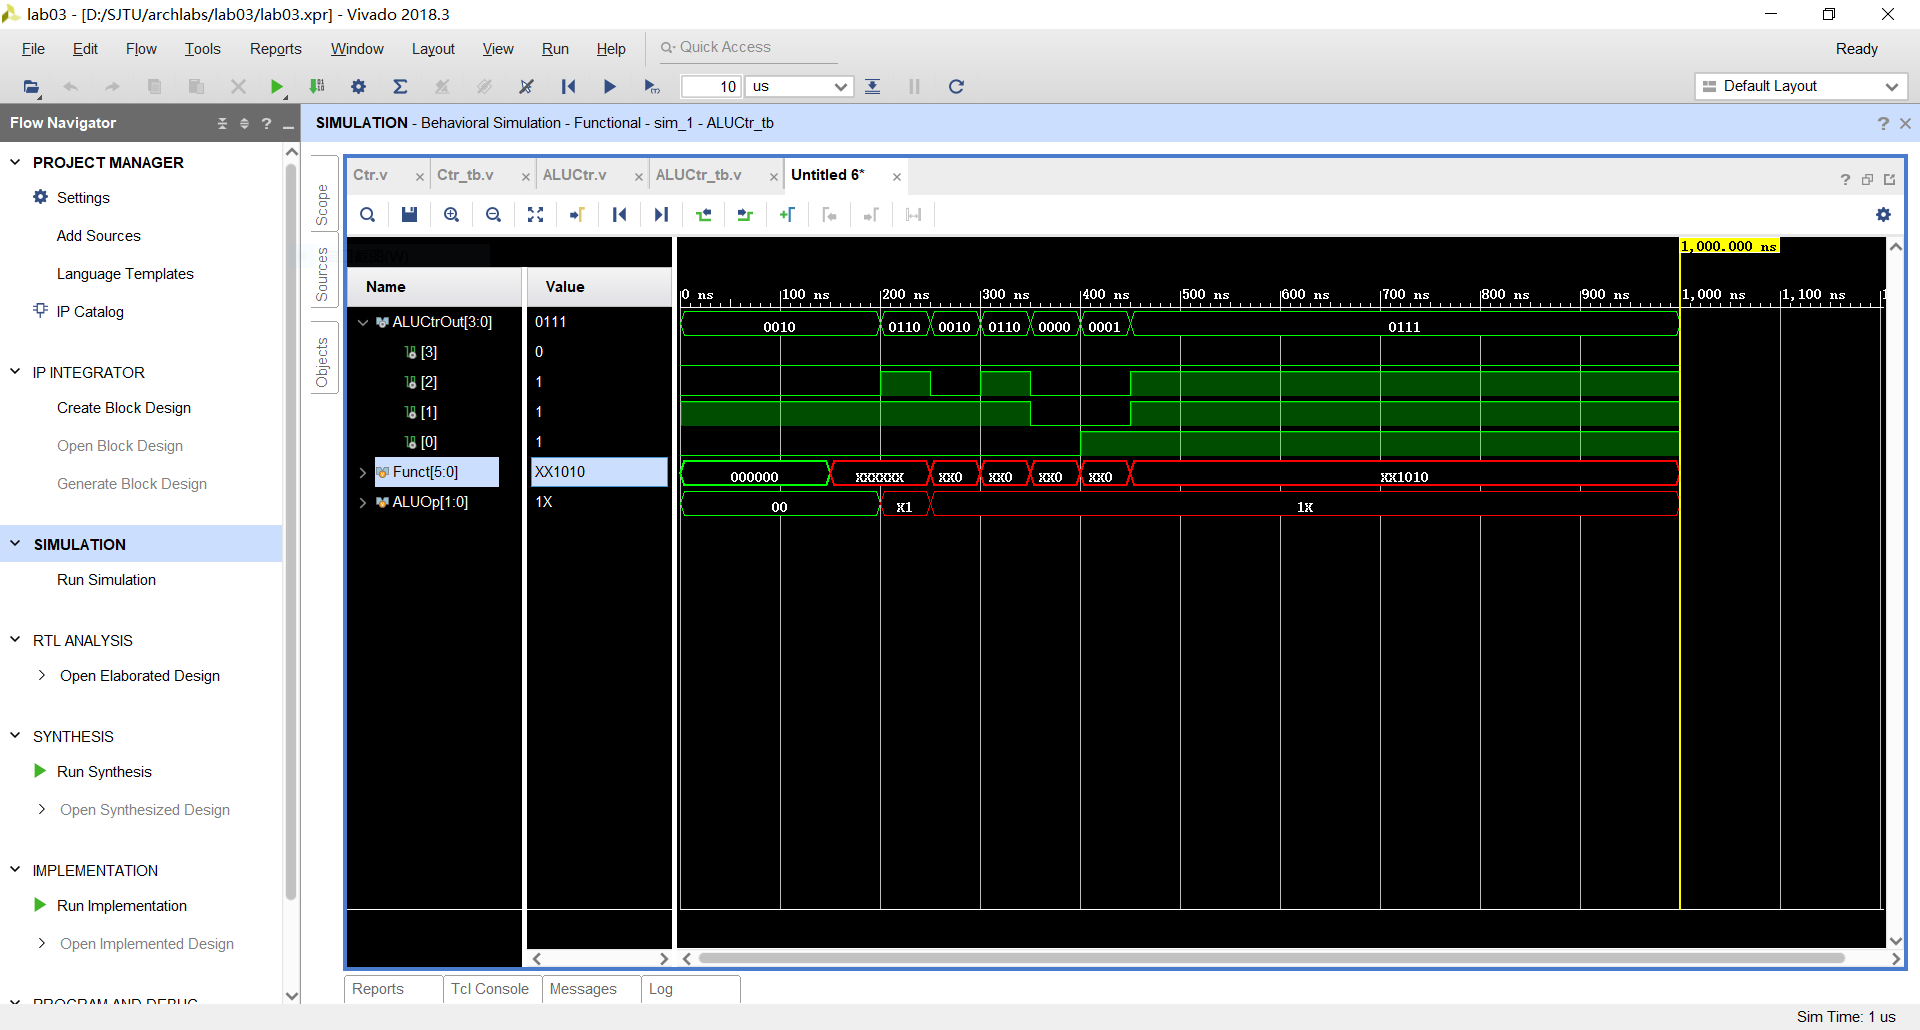 lab03 - [D:/SJTU/archlabs/lab03/lab03.xpr] - Vivado 2018.3
File Edit Flow Tools Reports Window Layout View Run Help Quick Access Ready
10 us Default Layout
Flow Navigator ?
SIMULATION - Behavioral Simulation - Functional - sim_1 - ALUCtr_tb ?
PROJECT MANAGER
Settings
Add Sources
Language Templates
IP Catalog
IP INTEGRATOR
Create Block Design
Open Block Design
Generate Block Design
SIMULATION
Run Simulation
RTL ANALYSIS
Open Elaborated Design
SYNTHESIS
Run Synthesis
Open Synthesized Design
IMPLEMENTATION
Run Implementation
Open Implemented Design
PROGRAM AND DEBUG
Scope
Sources
Objects
Ctr.v Ctr_tb.v ALUCtr.v ALUCtr_tb.v Untitled 6* ?
1,000.000 ns
Name Value
0 ns 100 ns 200 ns 300 ns 400 ns 500 ns 600 ns 700 ns 800 ns 900 ns 1,000 ns 1,100 ns
ALUCtrOut[3:0] 0111 0010 0110 0010 0110 0000 0001 0111
[3] 0
[2] 1
[1] 1
[0] 1
Funct[5:0] XX1010 000000 XXXXXX XX0 XX0 XX0 XX0 XX1010
ALUOp[1:0] 1X 00 X1 1X
Reports Tcl Console Messages Log
Sim Time: 1 us